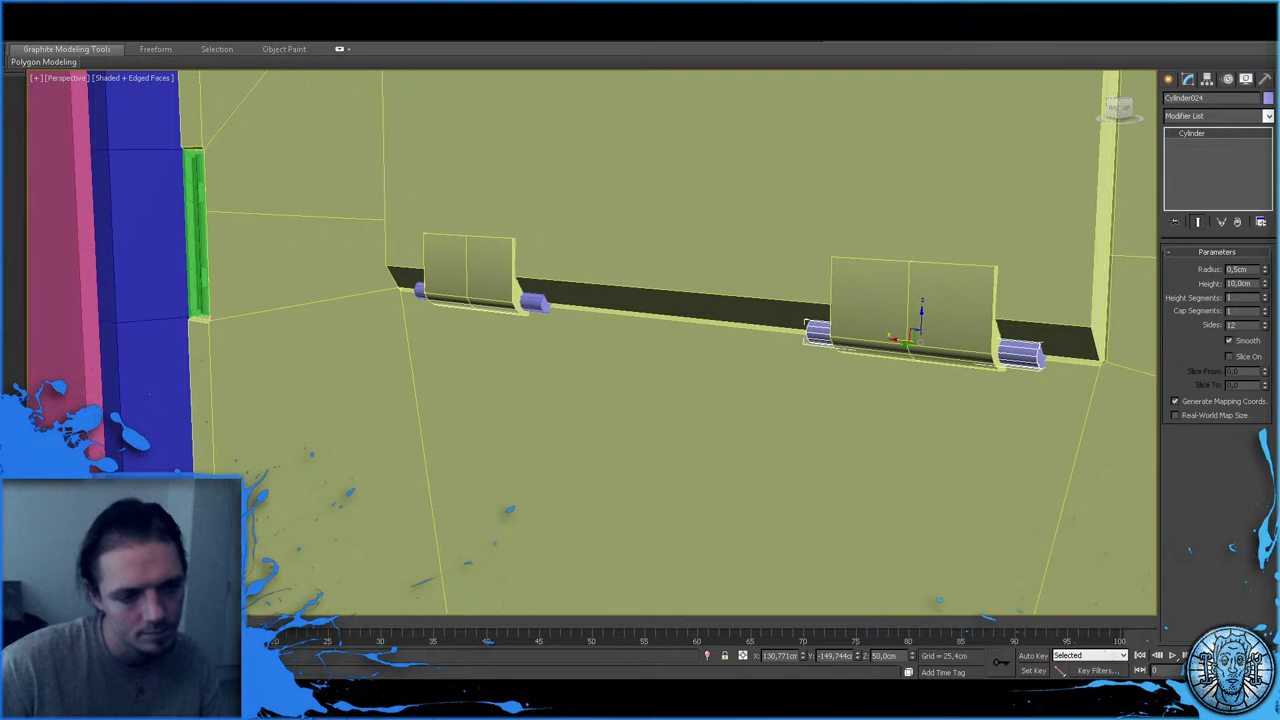 Graphite Modeling Tools Freeform Selection Object Paint
Polygon Modeling
[+][Perspective][Shaded + Edged Faces]
Cylinder024
Modifier List
Cylinder
- Parameters
Radius: 0,5cm
Height: 10,0cm
Height Segments: 1
Cap Segments: 1
Sides: 12
Smooth
Slice On
Slice From: 0,0
Slice To: 0,0
Generate Mapping Coords.
Real-World Map Size
z
x
30 35 40 45 50 55 60 65 70 75 80 85 90 95 100
X: 130,771cm Y: -149,744cm Z: 50,0cm Grid = 25,4cm Auto Key Selected
Add Time Tag Set Key Key Filters... 0